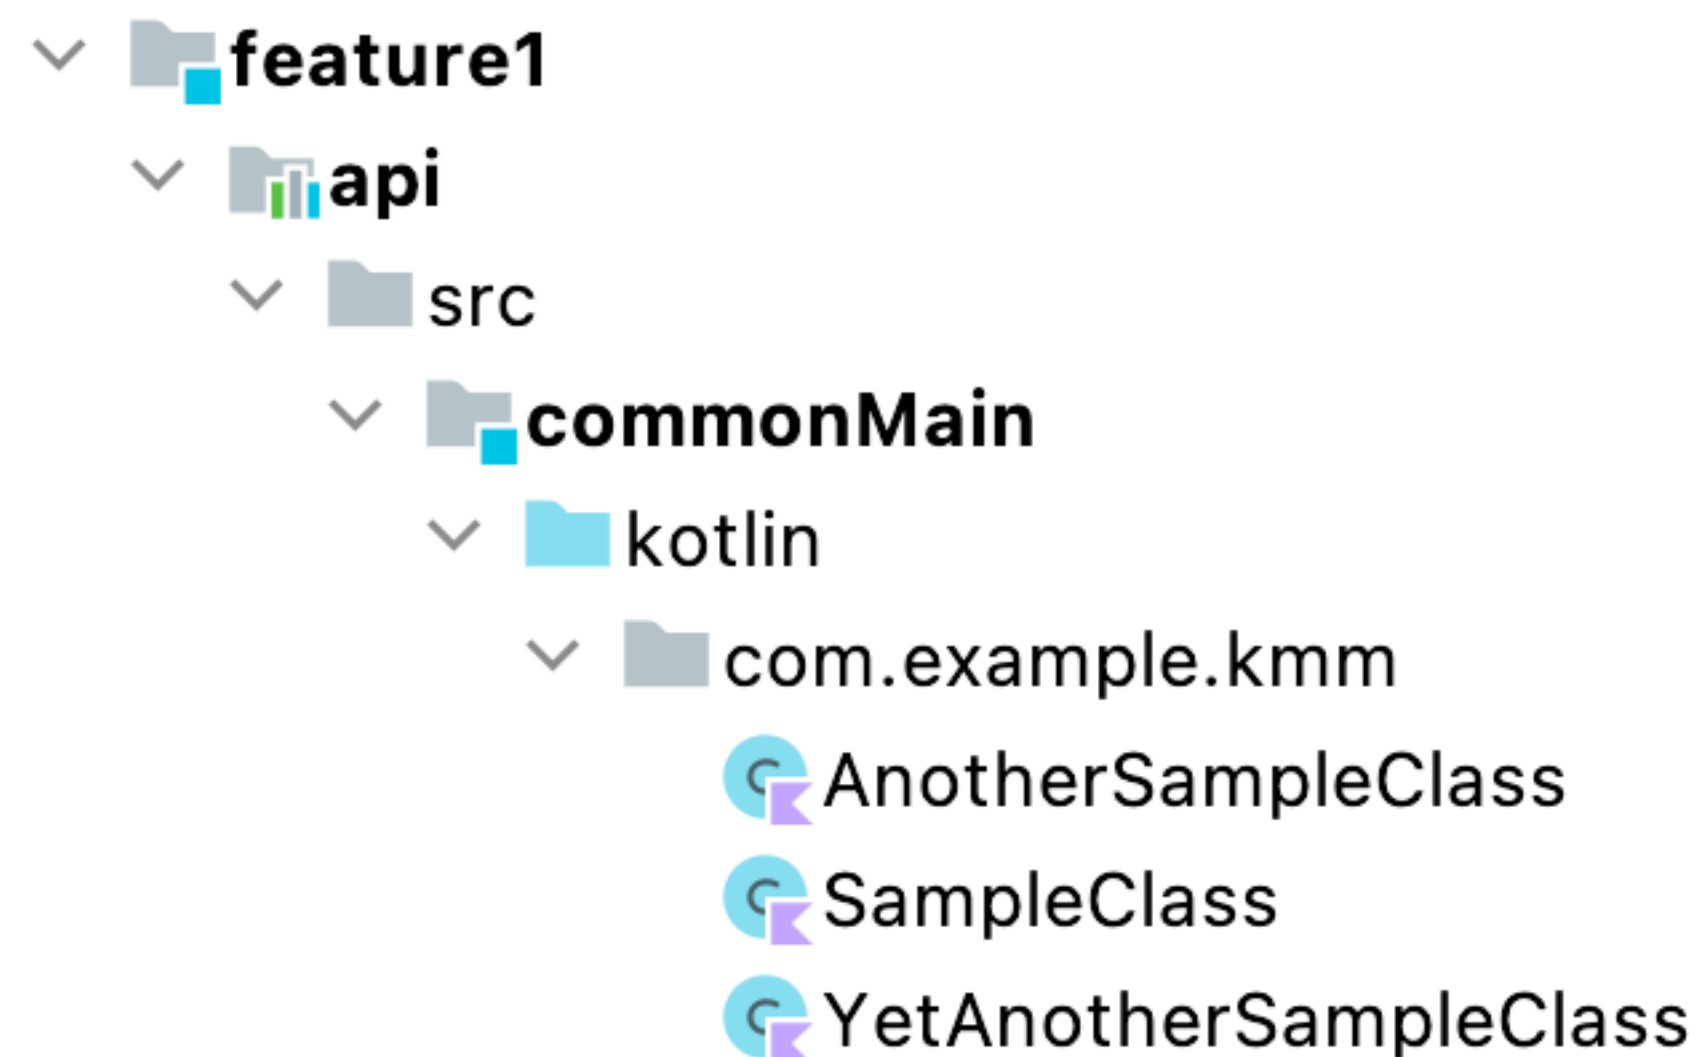 feature1
api
src
commonMain
kotlin
com.example.kmm
AnotherSampleClass
SampleClass
YetAnotherSampleClass